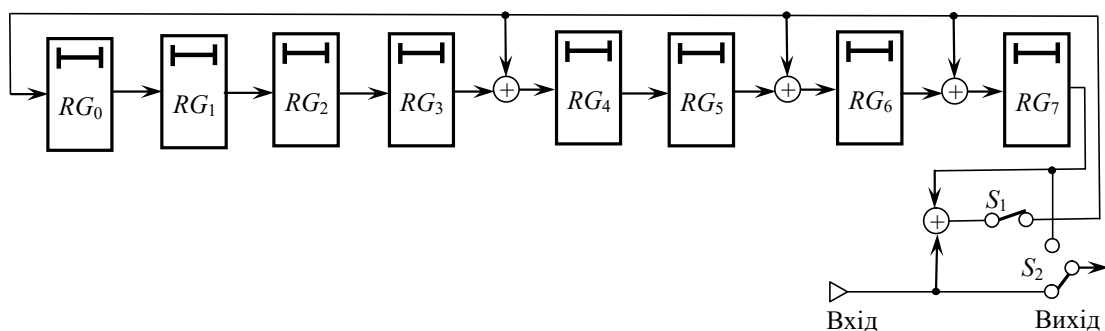 RG₀ RG₁ RG₂ RG₃ + RG₄ RG₅ + RG₆ + RG₇
+ S₁
S₂
Вхід Вихід